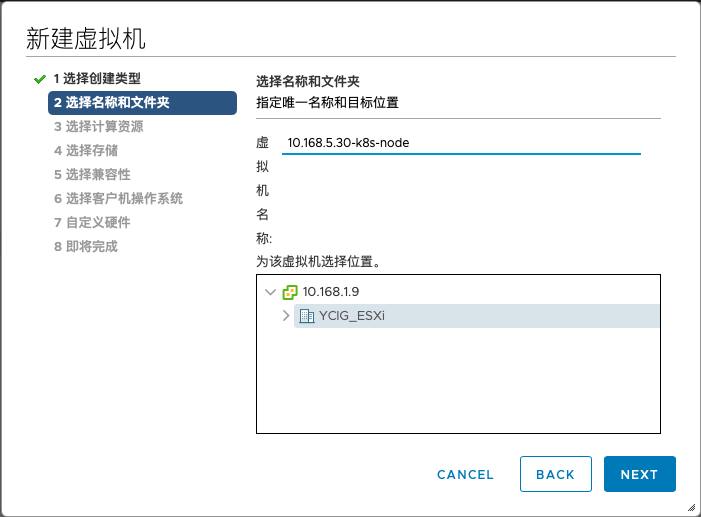 新建虚拟机
1 选择创建类型
2 选择名称和文件夹
3 选择计算资源
4 选择存储
5 选择兼容性
6 选择客户机操作系统
7 自定义硬件
8 即将完成
选择名称和文件夹
指定唯一名称和目标位置
虚拟机名称:
10.168.5.30-k8s-node
为该虚拟机选择位置。
10.168.1.9
YCIG_ESXi
CANCEL
BACK
NEXT